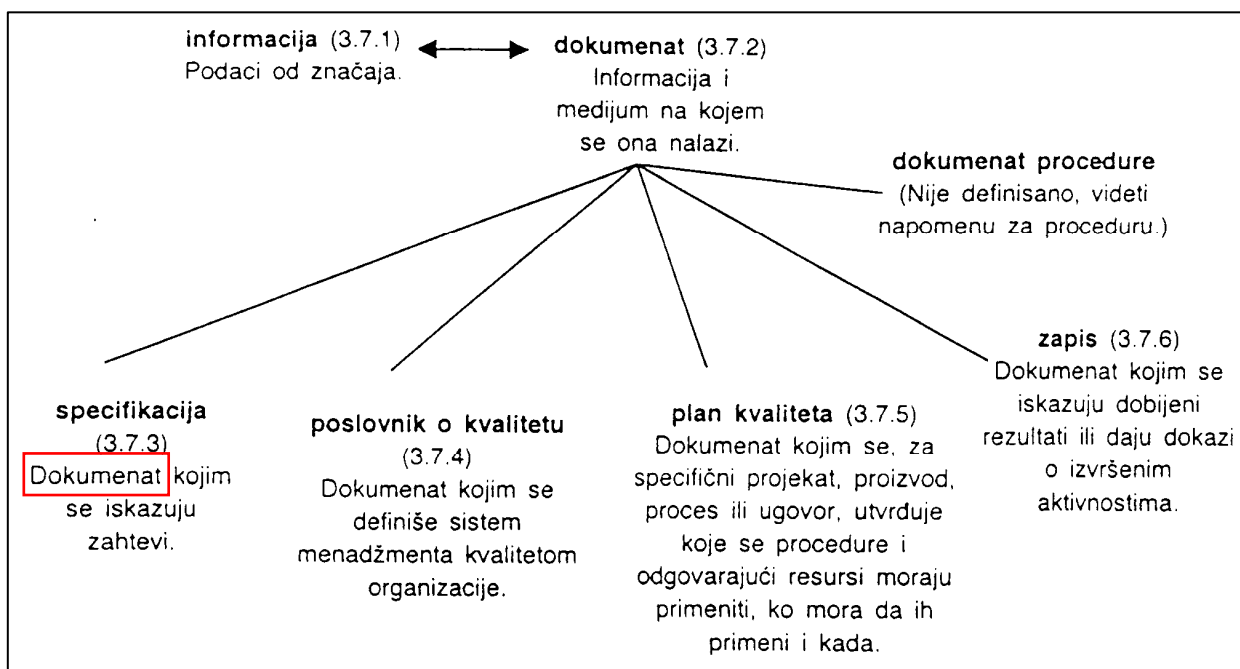 informacija (3.7.1)
Podaci od značaja.
dokumenat (3.7.2)
Informacija i
medijum na kojem
se ona nalazi.
dokumenat procedure
(Nije definisano, videti
napomenu za proceduru.)
specifikacija
(3.7.3)
Dokumenat kojim
se iskazuju
zahtevi.
poslovnik o kvalitetu
(3.7.4)
Dokumenat kojim se
definiše sistem
menadžmenta kvalitetom
organizacije.
plan kvaliteta (3.7.5)
Dokumenat kojim se, za
specifični projekat, proizvod,
proces ili ugovor, utvrđuje
koje se procedure i
odgovarajući resursi moraju
primeniti, ko mora da ih
primeni i kada.
zapis (3.7.6)
Dokumenat kojim se
iskazuju dobijeni
rezultati ili daju dokazi
o izvršenim
aktivnostima.